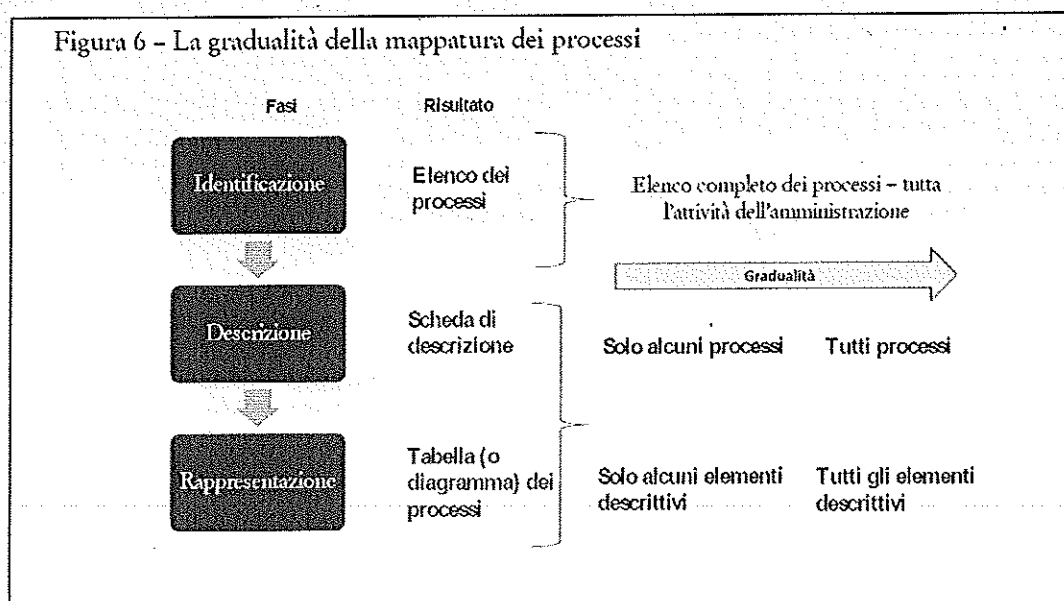 Figura 6 – La gradualità della mappatura dei processi
Fasi
Risultato
Identificazione
Elenco dei
processi
Elenco completo dei processi – tutta
l'attività dell'amministrazione
Gradualità
Descrizione
Scheda di
descrizione
Solo alcuni processi
Tutti processi
Rappresentazione
Tabella (o
diagramma) dei
processi
Solo alcuni elementi
descrittivi
Tutti gli elementi
descrittivi